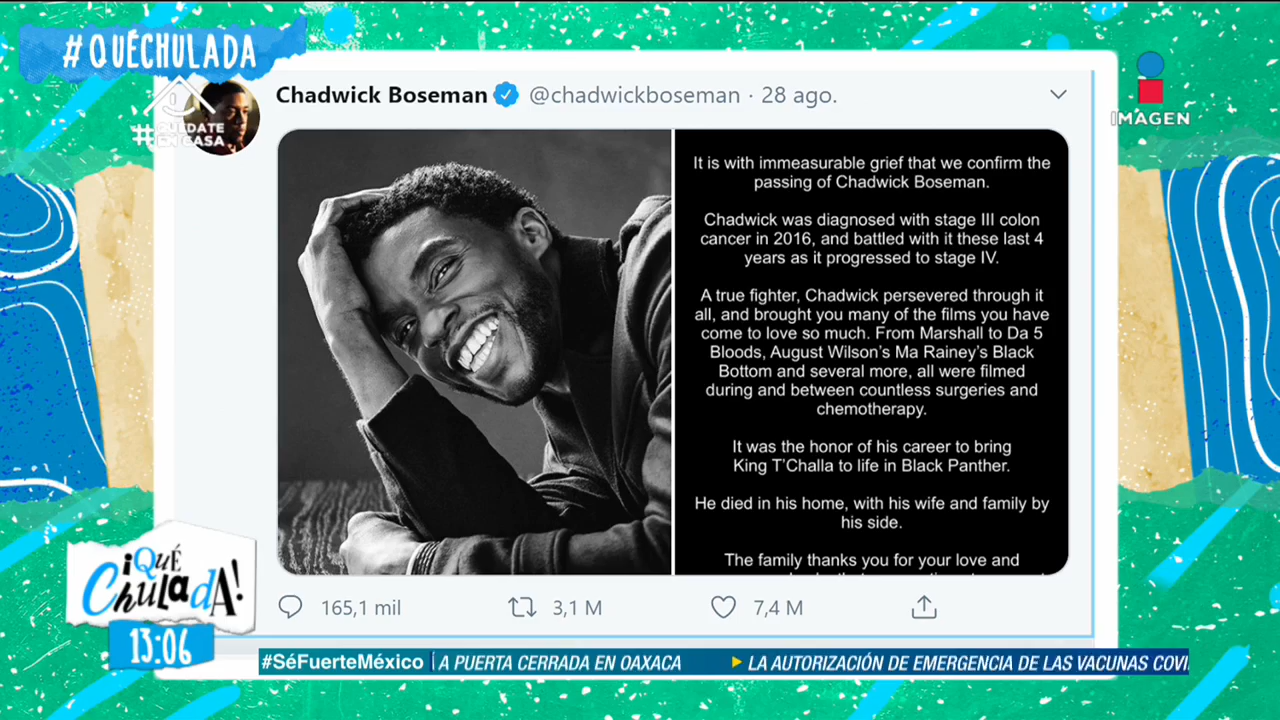 #QUÉCHULADA
Chadwick Boseman @chadwickboseman · 28 ago.
#QUÉDATE
EN CASA
IMAGEN
It is with immeasurable grief that we confirm the
passing of Chadwick Boseman.
Chadwick was diagnosed with stage III colon
cancer in 2016, and battled with it these last 4
years as it progressed to stage IV.
A true fighter, Chadwick persevered through it
all, and brought you many of the films you have
come to love so much. From Marshall to Da 5
Bloods, August Wilson's Ma Rainey's Black
Bottom and several more, all were filmed
during and between countless surgeries and
chemotherapy.
It was the honor of his career to bring
King T'Challa to life in Black Panther.
He died in his home, with his wife and family by
his side.
The family thanks you for your love and
165,1 mil 3,1 M 7,4 M
¡QUÉ
CHULADA!
13:06
#SéFuerteMéxico A PUERTA CERRADA EN OAXACA LA AUTORIZACIÓN DE EMERGENCIA DE LAS VACUNAS COVI